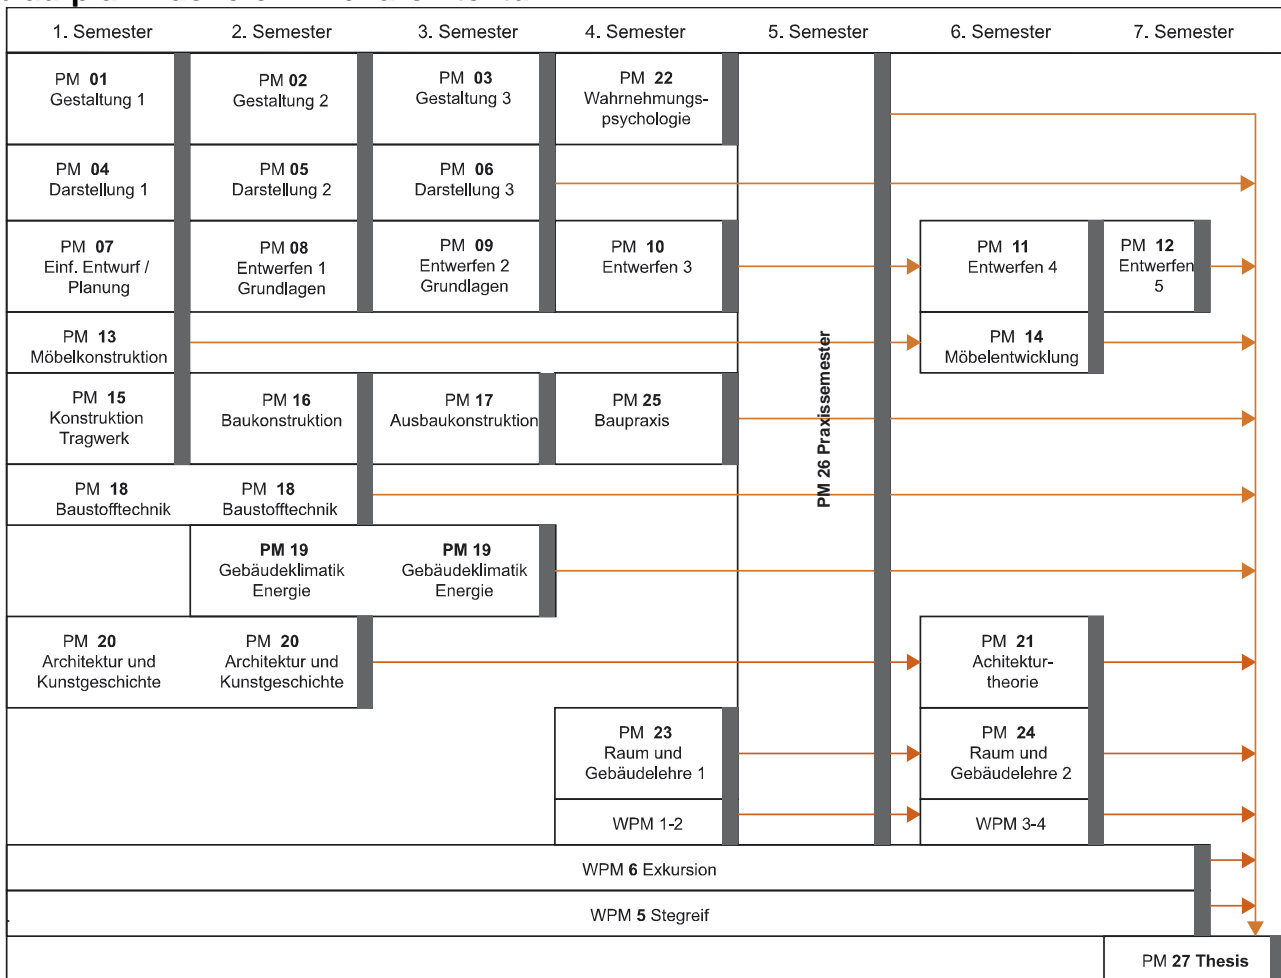 1. Semester 2. Semester 3. Semester 4. Semester 5. Semester 6. Semester 7. Semester
PM 01
Gestaltung 1
PM 02
Gestaltung 2
PM 03
Gestaltung 3
PM 22
Wahrnehmungs-
psychologie
PM 04
Darstellung 1
PM 05
Darstellung 2
PM 06
Darstellung 3
PM 07
Einf. Entwurf /
Planung
PM 08
Entwerfen 1
Grundlagen
PM 09
Entwerfen 2
Grundlagen
PM 10
Entwerfen 3
PM 11
Entwerfen 4
PM 12
Entwerfen
5
PM 13
Möbelkonstruktion
PM 14
Möbelentwicklung
PM 15
Konstruktion
Tragwerk
PM 16
Baukonstruktion
PM 17
Ausbaukonstruktion
PM 25
Baupraxis
PM 26 Praxissemester
PM 18
Baustofftechnik
PM 18
Baustofftechnik
PM 19
Gebäudeklimatik
Energie
PM 19
Gebäudeklimatik
Energie
PM 20
Architektur und
Kunstgeschichte
PM 20
Architektur und
Kunstgeschichte
PM 21
Achitektur-
theorie
PM 23
Raum und
Gebäudelehre 1
PM 24
Raum und
Gebäudelehre 2
WPM 1-2
WPM 3-4
WPM 6 Exkursion
WPM 5 Stegreif
PM 27 Thesis